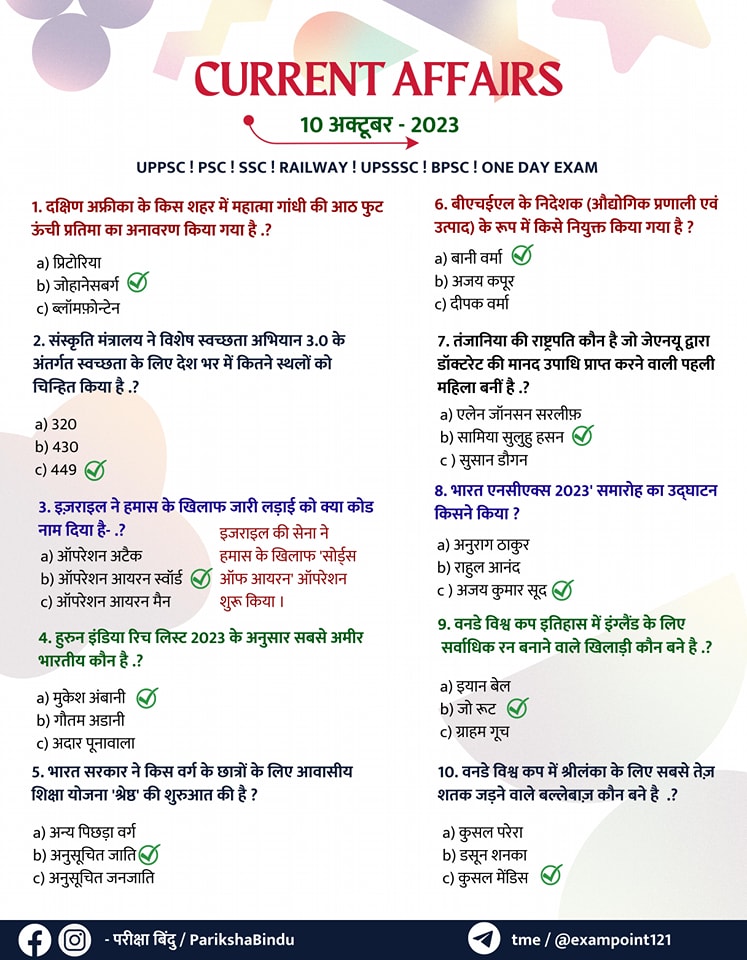 CURRENT AFFAIRS
10 अक्टूबर - 2023
UPPSC ! PSC ! SSC ! RAILWAY ! UPSSSC ! BPSC ! ONE DAY EXAM
1. दक्षिण अफ्रीका के किस शहर में महात्मा गांधी की आठ फुट
ऊंची प्रतिमा का अनावरण किया गया है .?
a) प्रिटोरिया
b) जोहानेसबर्ग
c) ब्लॉमफ़ोन्टेन
2. संस्कृति मंत्रालय ने विशेष स्वच्छता अभियान 3.0 के
अंतर्गत स्वच्छता के लिए देश भर में कितने स्थलों को
चिन्हित किया है .?
a) 320
b) 430
c) 449
3. इज़राइल ने हमास के खिलाफ जारी लड़ाई को क्या कोड
नाम दिया है- .?
a) ऑपरेशन अटैक
b) ऑपरेशन आयरन स्वॉर्ड
c) ऑपरेशन आयरन मैन
इजराइल की सेना ने
हमास के खिलाफ 'सोर्ड्स
ऑफ आयरन' ऑपरेशन
शुरू किया ।
4. हुरुन इंडिया रिच लिस्ट 2023 के अनुसार सबसे अमीर
भारतीय कौन है .?
a) मुकेश अंबानी
b) गौतम अडानी
c) अदार पूनावाला
5. भारत सरकार ने किस वर्ग के छात्रों के लिए आवासीय
शिक्षा योजना 'श्रेष्ठ' की शुरुआत की है ?
a) अन्य पिछड़ा वर्ग
b) अनुसूचित जाति
c) अनुसूचित जनजाति
6. बीएचईएल के निदेशक (औद्योगिक प्रणाली एवं
उत्पाद) के रूप में किसे नियुक्त किया गया है ?
a) बानी वर्मा
b) अजय कपूर
c) दीपक वर्मा
7. तंजानिया की राष्ट्रपति कौन है जो जेएनयू द्वारा
डॉक्टरेट की मानद उपाधि प्राप्त करने वाली पहली
महिला बनीं है .?
a) एलेन जॉनसन सरलीफ़
b) सामिया सुलुहु हसन
c ) सुसान डौगन
8. भारत एनसीएक्स 2023' समारोह का उद्घाटन
किसने किया ?
a) अनुराग ठाकुर
b) राहुल आनंद
c ) अजय कुमार सूद
9. वनडे विश्व कप इतिहास में इंग्लैंड के लिए
सर्वाधिक रन बनाने वाले खिलाड़ी कौन बने है .?
a) इयान बेल
b) जो रूट
c) ग्राहम गूच
10. वनडे विश्व कप में श्रीलंका के लिए सबसे तेज़
शतक जड़ने वाले बल्लेबाज़ कौन बने है .?
a) कुसल परेरा
b) डसून शनका
c) कुसल मेंडिस
- परीक्षा बिंदु / ParikshaBindu
tme / @exampoint121